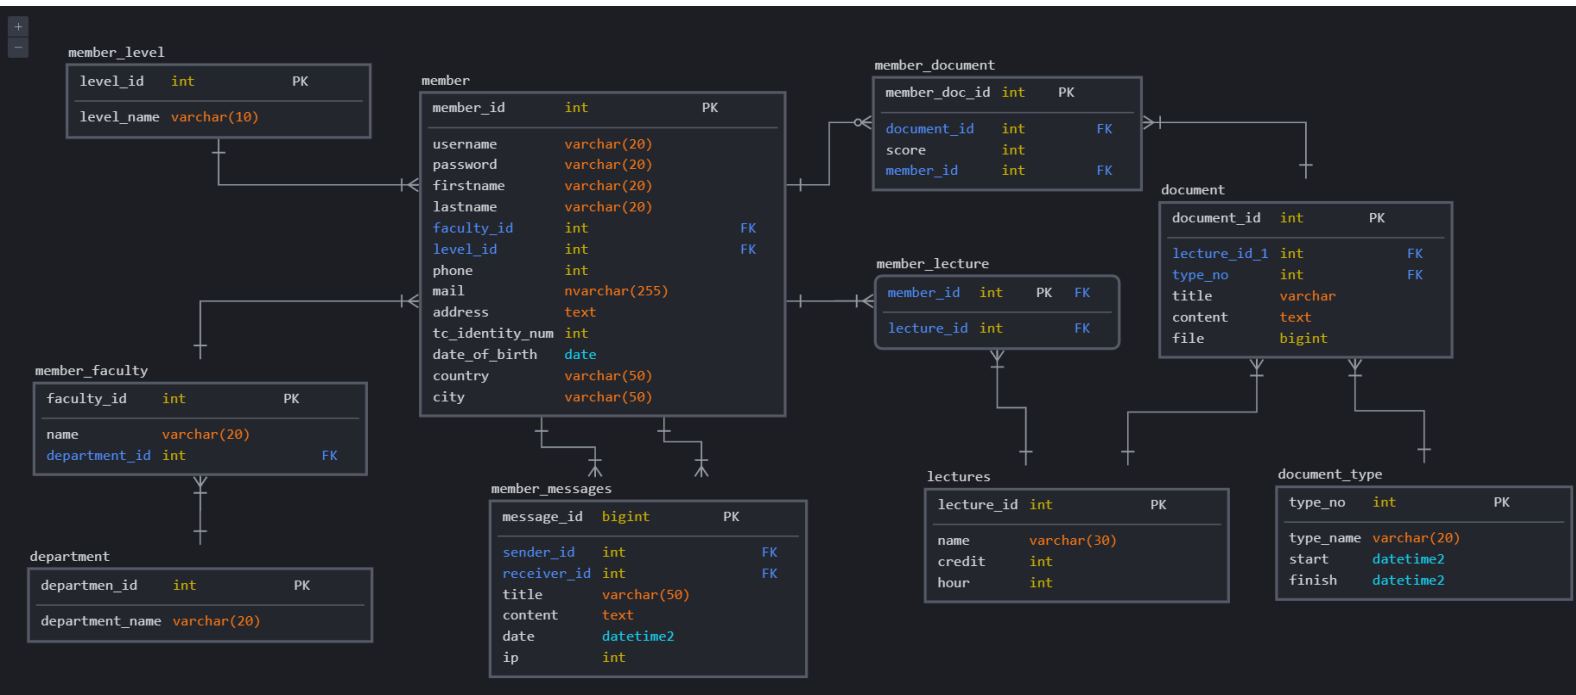 +
−
member_level
level_id int PK
level_name varchar(10)
member
member_id int PK
username varchar(20)
password varchar(20)
firstname varchar(20)
lastname varchar(20)
faculty_id int FK
level_id int FK
phone int
mail nvarchar(255)
address text
tc_identity_num int
date_of_birth date
country varchar(50)
city varchar(50)
member_document
member_doc_id int PK
document_id int FK
score int
member_id int FK
document
document_id int PK
lecture_id_1 int FK
type_no int FK
title varchar
content text
file bigint
member_lecture
member_id int PK FK
lecture_id int FK
member_faculty
faculty_id int PK
name varchar(20)
department_id int FK
department
departmen_id int PK
department_name varchar(20)
member_messages
message_id bigint PK
sender_id int FK
receiver_id int FK
title varchar(50)
content text
date datetime2
ip int
lectures
lecture_id int PK
name varchar(30)
credit int
hour int
document_type
type_no int PK
type_name varchar(20)
start datetime2
finish datetime2